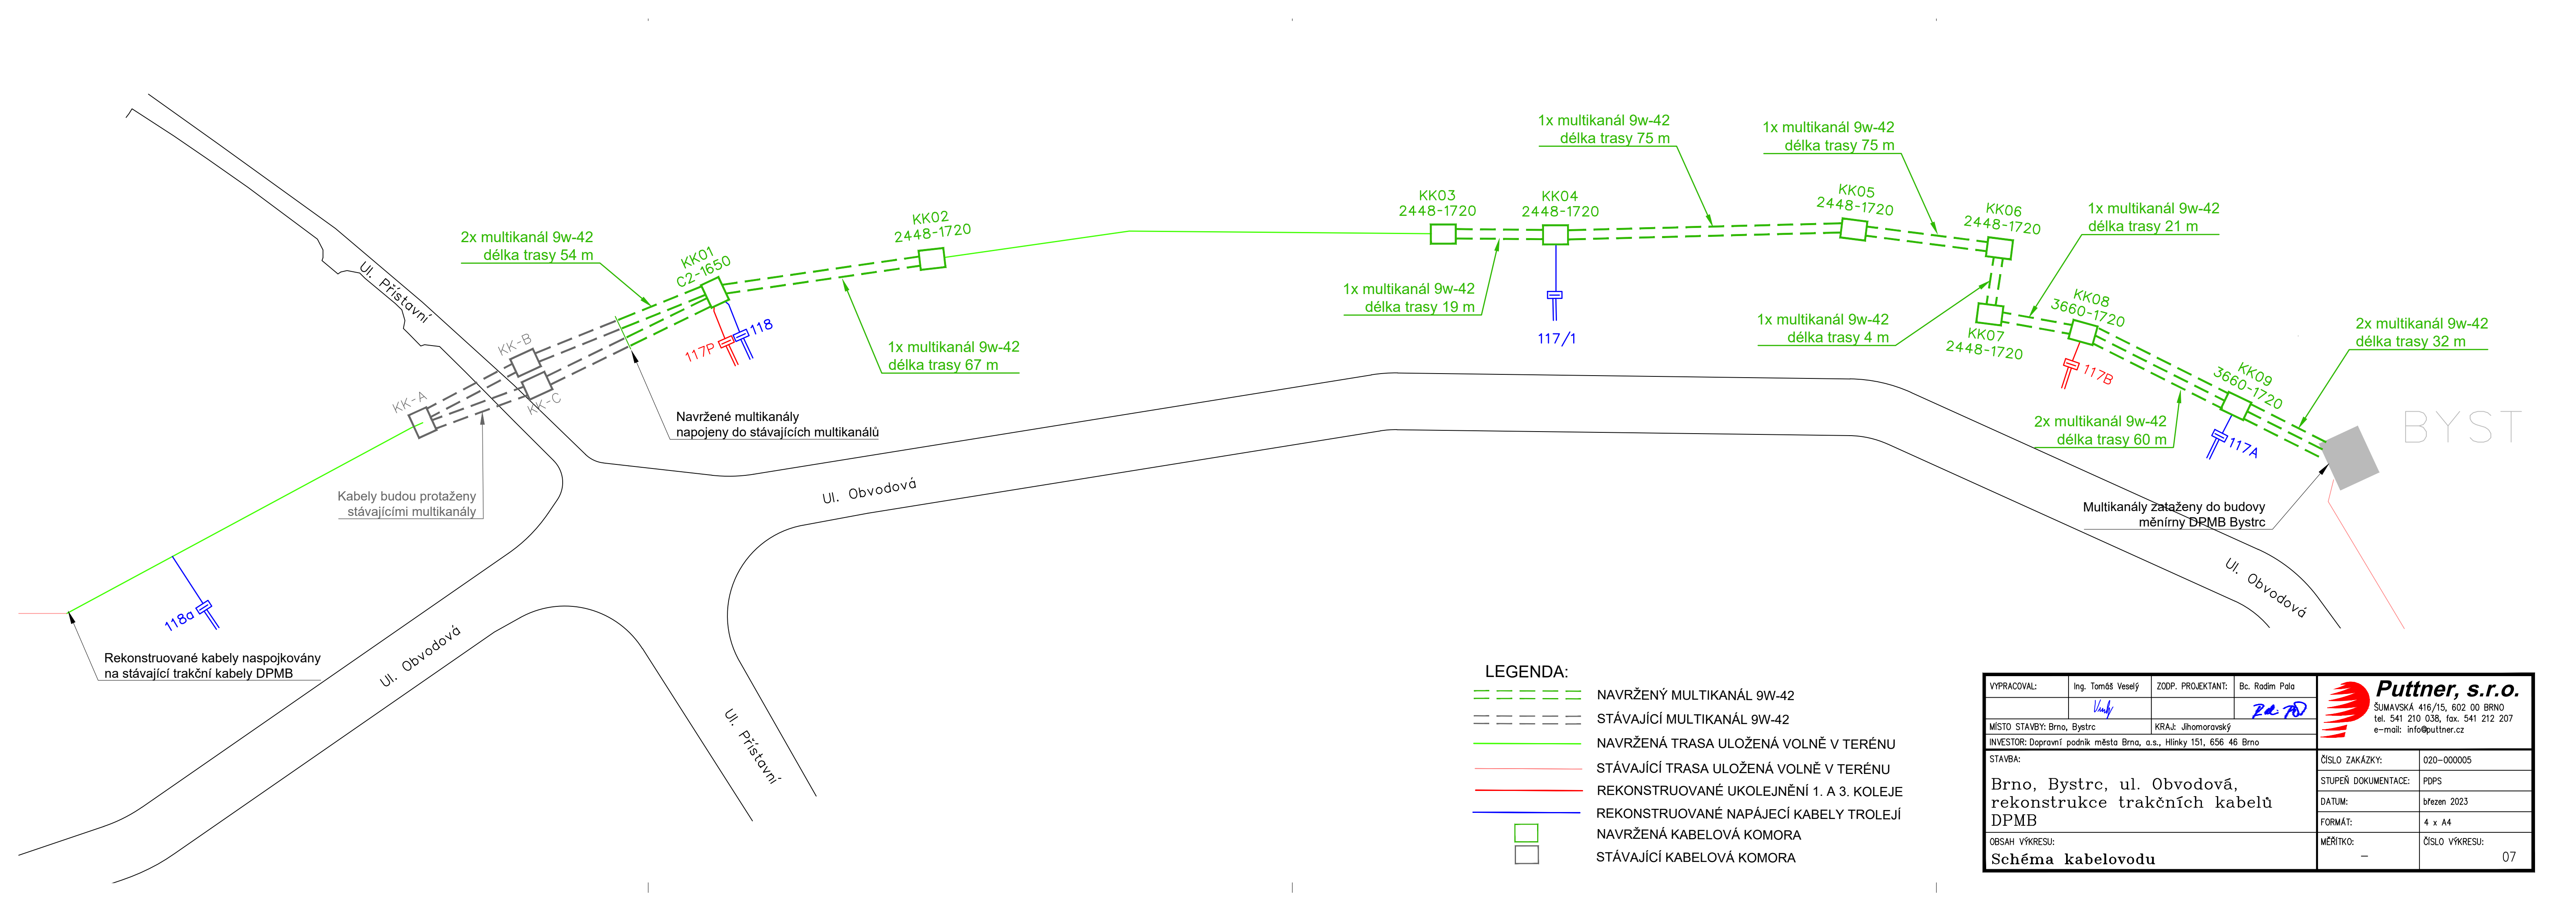 1x multikanál 9w-42
délka trasy 75 m
1x multikanál 9w-42
délka trasy 75 m
KK03
2448-1720
KK04
2448-1720
KK05
2448-1720
KK06
2448-1720
1x multikanál 9w-42
délka trasy 21 m
KK02
2448-1720
2x multikanál 9w-42
délka trasy 54 m
KK01
C2-1650
Ul. Přístavní
1x multikanál 9w-42
délka trasy 19 m
1x multikanál 9w-42
délka trasy 4 m
KK07
2448-1720
KK08
3660-1720
2x multikanál 9w-42
délka trasy 32 m
118
117P
117/1
117B
1x multikanál 9w-42
délka trasy 67 m
KK-B
KK-A
KK-C
KK09
3660-1720
Navržené multikanály
napojeny do stávajících multikanálů
2x multikanál 9w-42
délka trasy 60 m
117A
BYST
Kabely budou protaženy
stávajícími multikanály
Ul. Obvodová
Multikanály zataženy do budovy
měnírny DPMB Bystrc
Ul. Obvodová
118a
Rekonstruované kabely naspojkovány
na stávající trakční kabely DPMB
Ul. Obvodová
Ul. Přístavní
LEGENDA:
NAVRŽENÝ MULTIKANÁL 9W-42
STÁVAJÍCÍ MULTIKANÁL 9W-42
NAVRŽENÁ TRASA ULOŽENÁ VOLNĚ V TERÉNU
STÁVAJÍCÍ TRASA ULOŽENÁ VOLNĚ V TERÉNU
REKONSTRUOVANÉ UKOLEJNĚNÍ 1. A 3. KOLEJE
REKONSTRUOVANÉ NAPÁJECÍ KABELY TROLEJÍ
NAVRŽENÁ KABELOVÁ KOMORA
STÁVAJÍCÍ KABELOVÁ KOMORA
VYPRACOVAL: Ing. Tomáš Veselý ZODP. PROJEKTANT: Bc. Radim Pala
MÍSTO STAVBY: Brno, Bystrc KRAJ: Jihomoravský
INVESTOR: Dopravní podnik města Brna, a.s., Hlinky 151, 656 46 Brno
Puttner, s.r.o.
ŠUMAVSKÁ 416/15, 602 00 BRNO
tel. 541 210 038, fax. 541 212 207
e-mail: info@puttner.cz
STAVBA:
Brno, Bystrc, ul. Obvodová,
rekonstrukce trakčních kabelů
DPMB
OBSAH VÝKRESU:
Schéma kabelovodu
ČÍSLO ZAKÁZKY: 020-000005
STUPEŇ DOKUMENTACE: PDPS
DATUM: březen 2023
FORMÁT: 4 x A4
MĚŘÍTKO: –
ČÍSLO VÝKRESU: 07